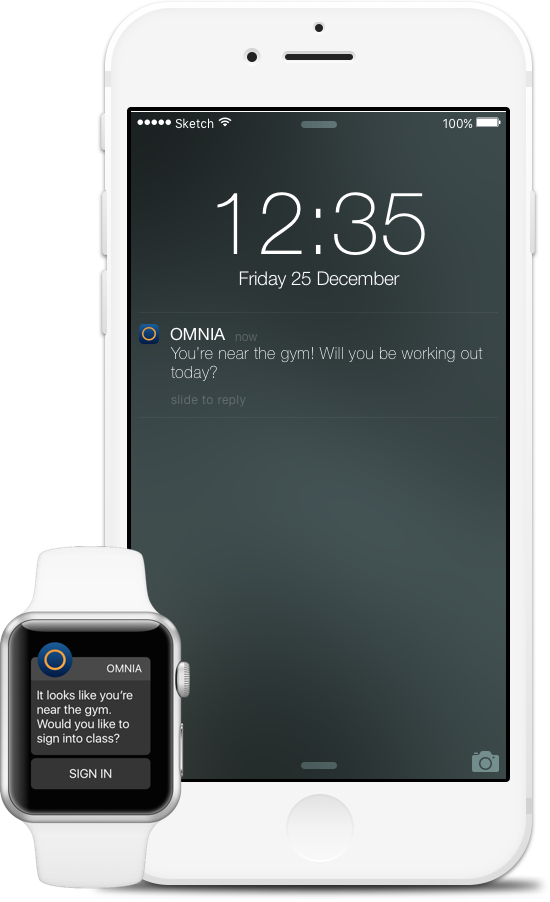 ●●●●● Sketch 100%
12:35
Friday 25 December
OMNIA now
You're near the gym! Will you be working out
today?
slide to reply
OMNIA
It looks like you're
near the gym.
Would you like to
sign into class?
SIGN IN